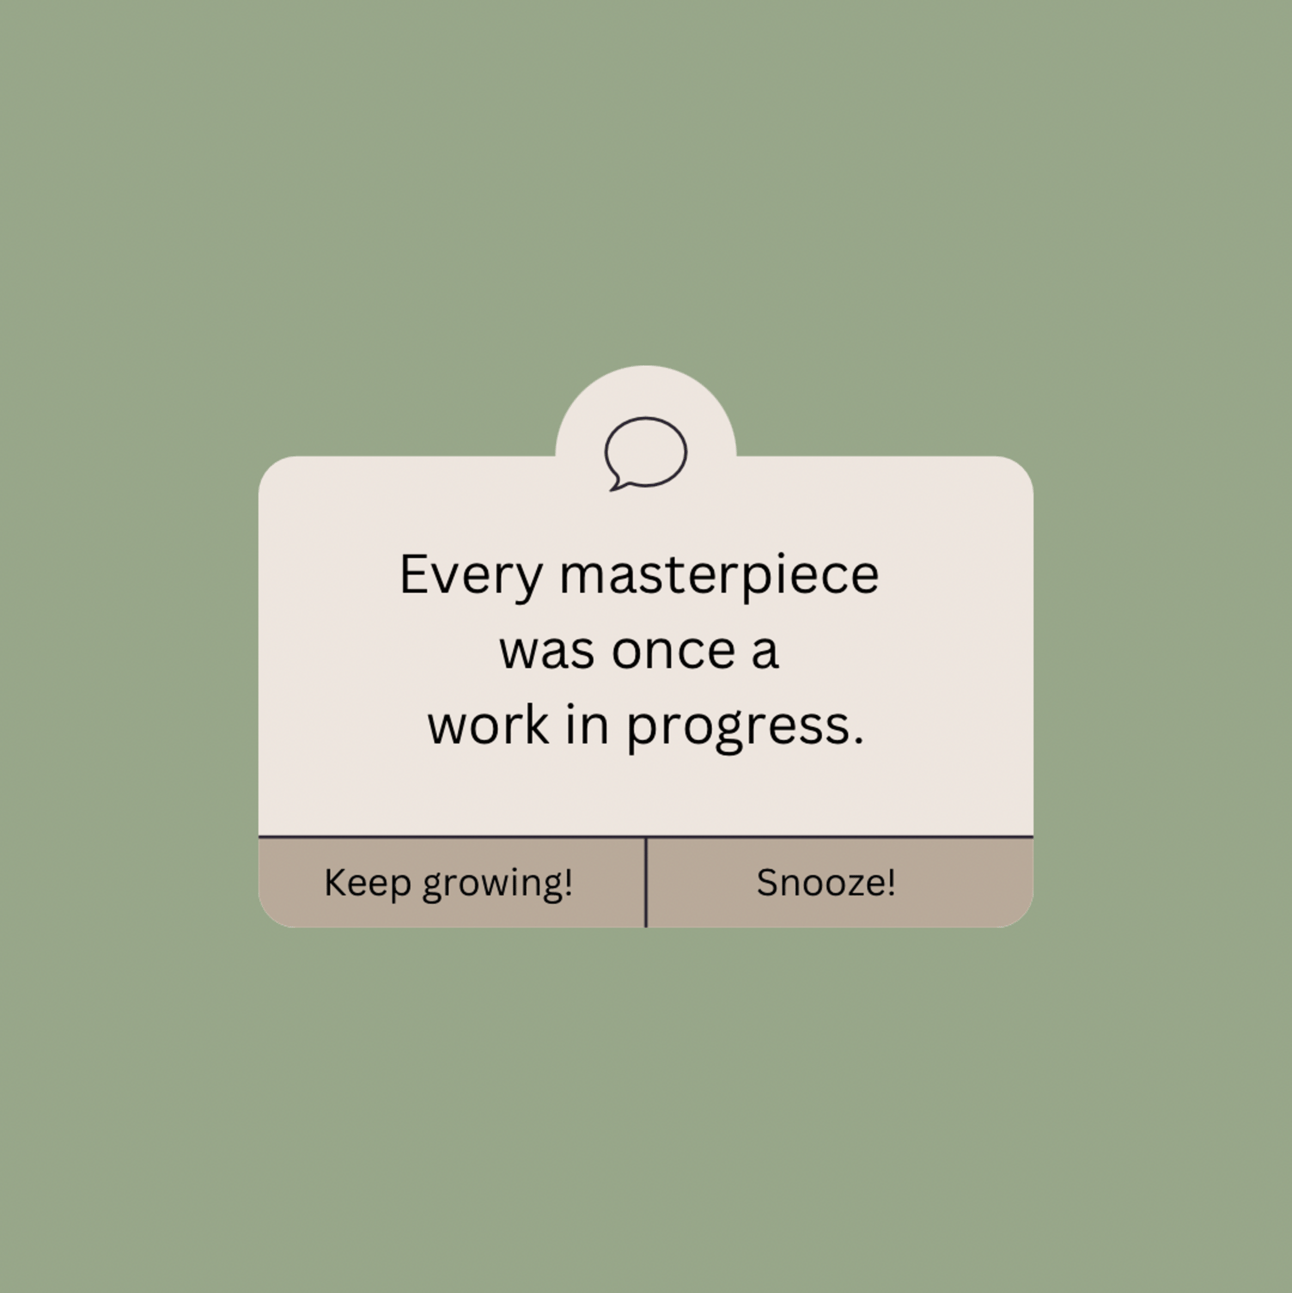 Every masterpiece
was once a
work in progress.
Keep growing!
Snooze!